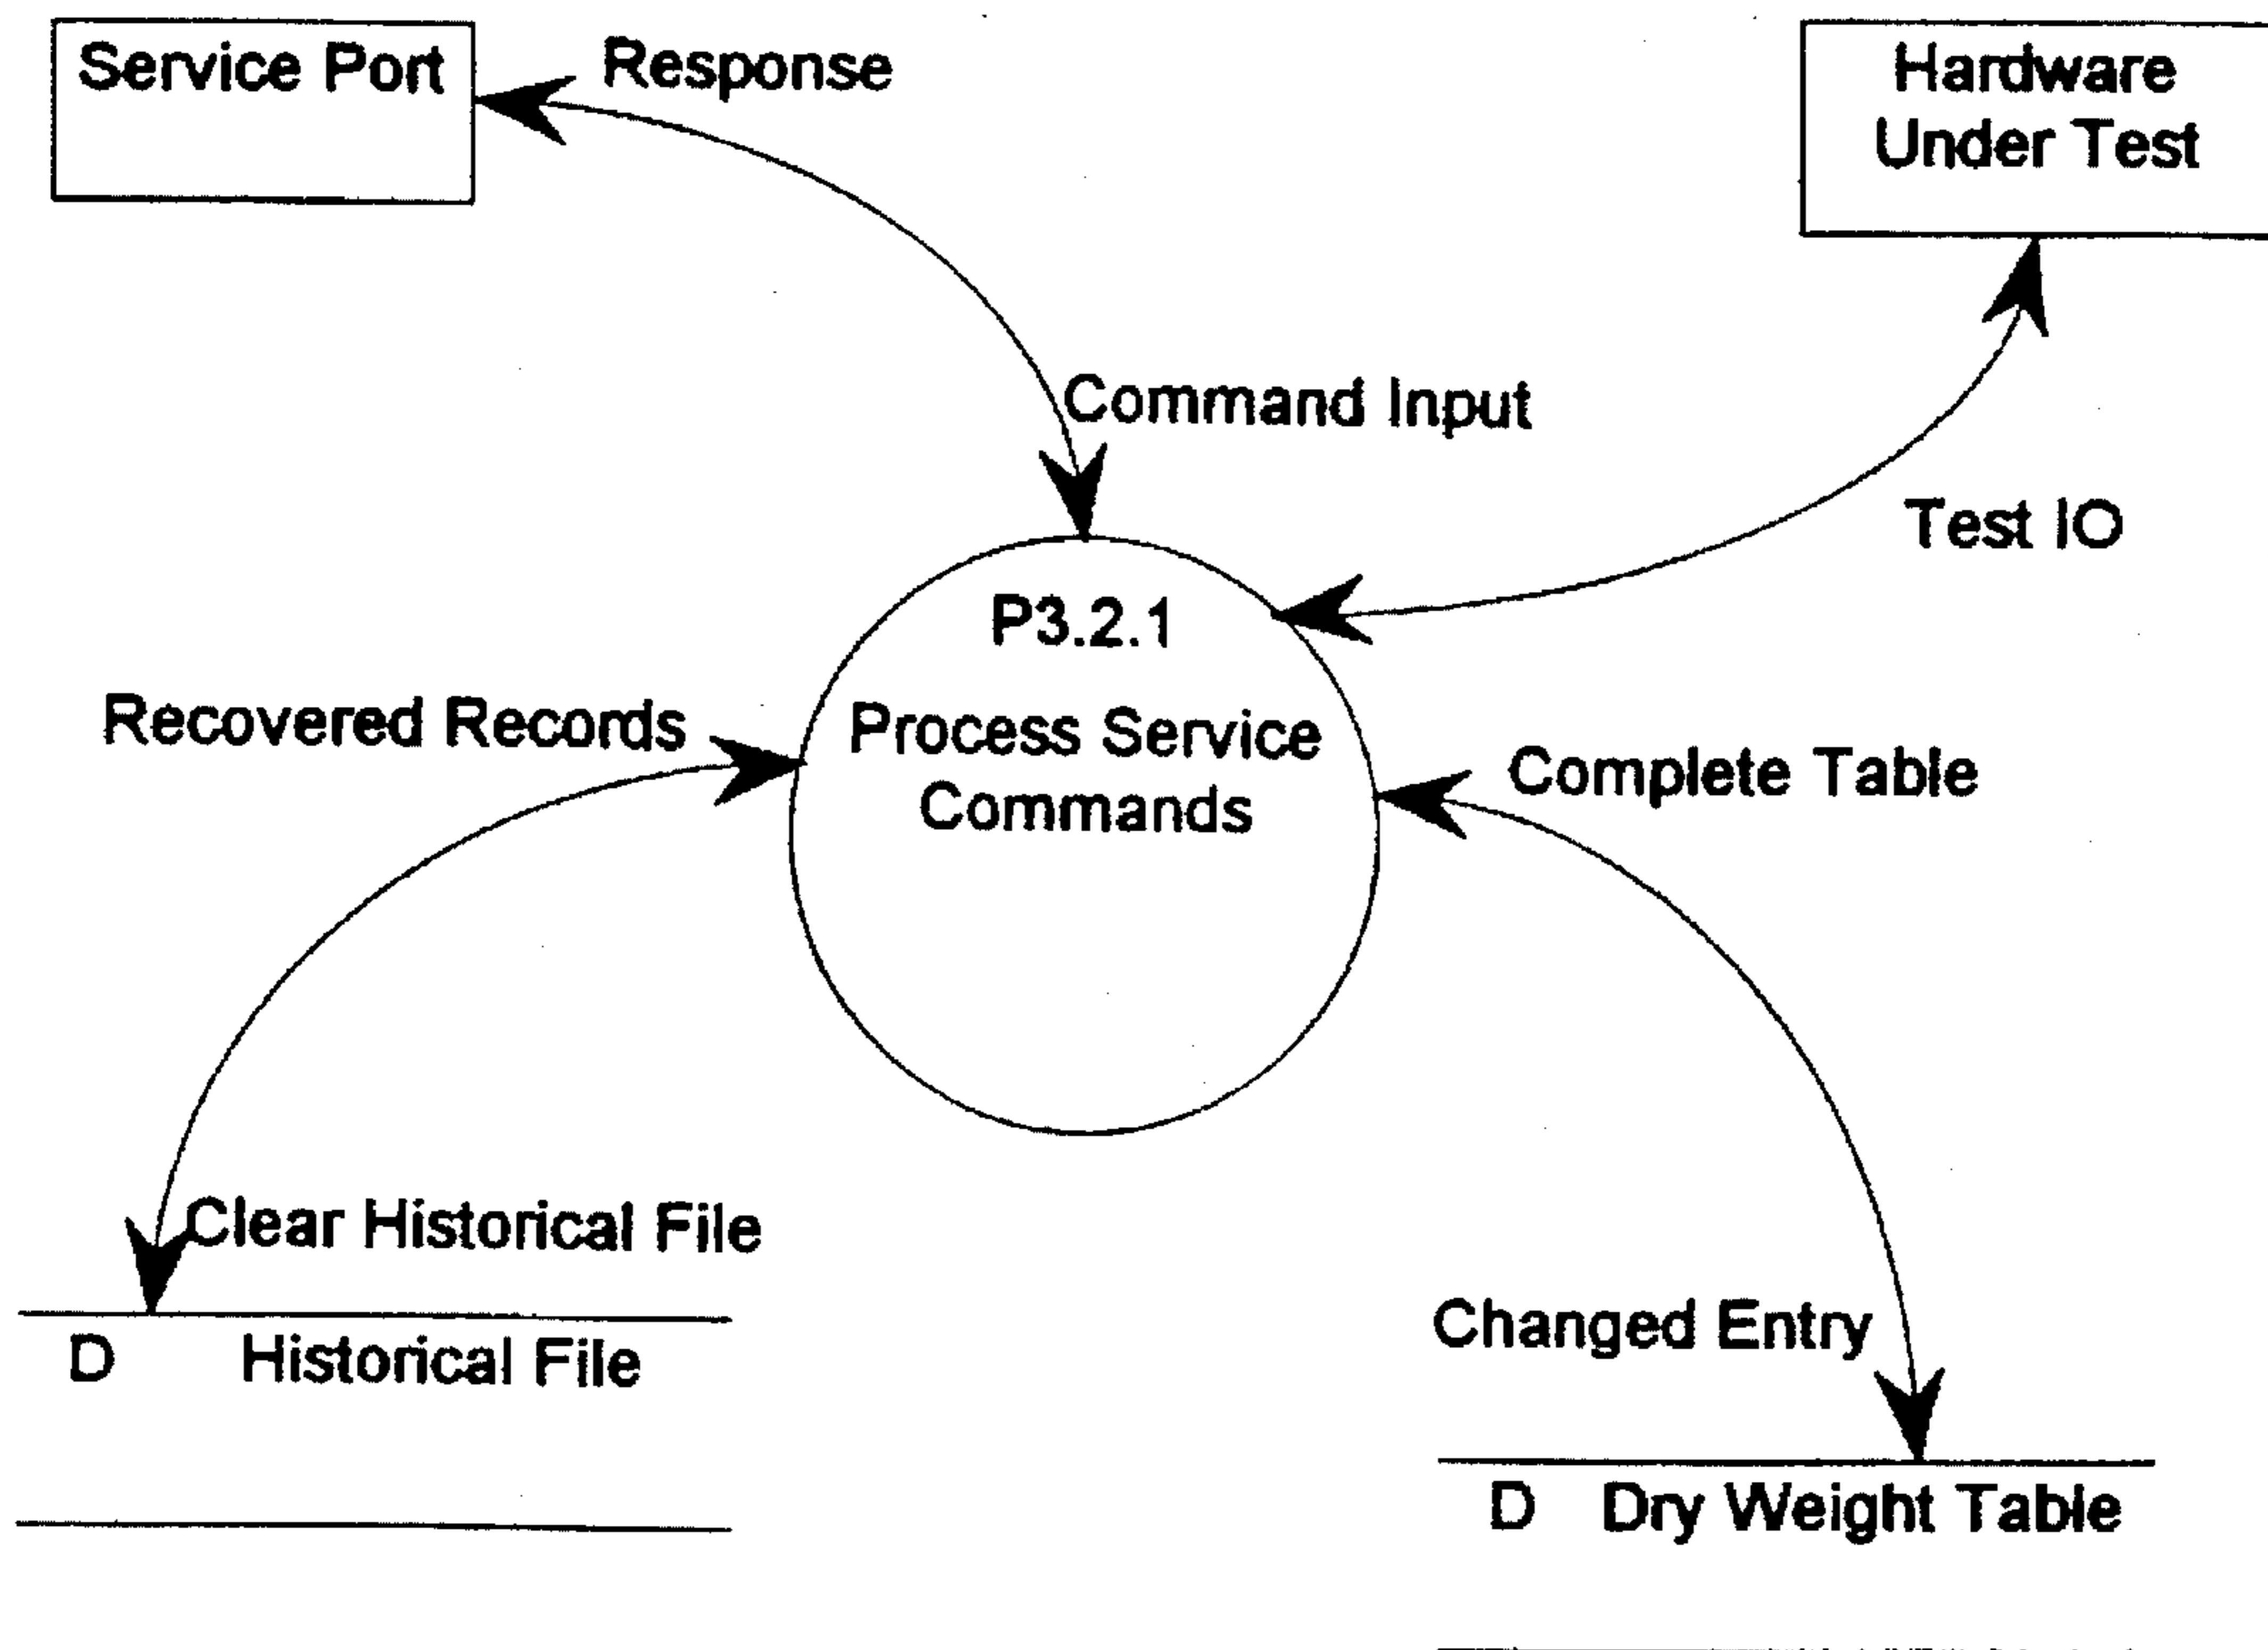 Service Port
Response
Hardware
Under Test
Command Input
Test IO
P3.2.1
Process Service
Commands
Recovered Records
Complete Table
Clear Historical File
D Historical File
Changed Entry
D Dry Weight Table